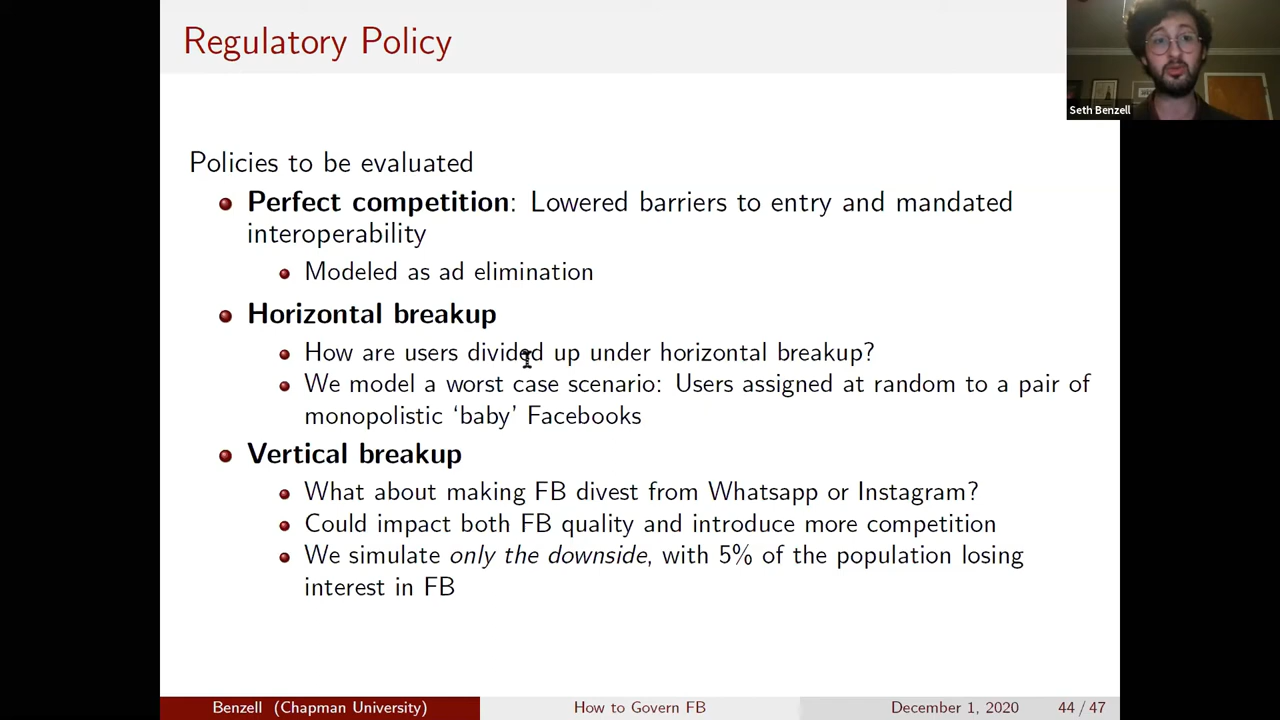 Regulatory Policy
Seth Benzell
Policies to be evaluated
Perfect competition: Lowered barriers to entry and mandated
interoperability
Modeled as ad elimination
Horizontal breakup
How are users divided up under horizontal breakup?
We model a worst case scenario: Users assigned at random to a pair of
monopolistic ‘baby’ Facebooks
Vertical breakup
What about making FB divest from Whatsapp or Instagram?
Could impact both FB quality and introduce more competition
We simulate only the downside, with 5% of the population losing
interest in FB
Benzell (Chapman University) How to Govern FB December 1, 2020 44 / 47